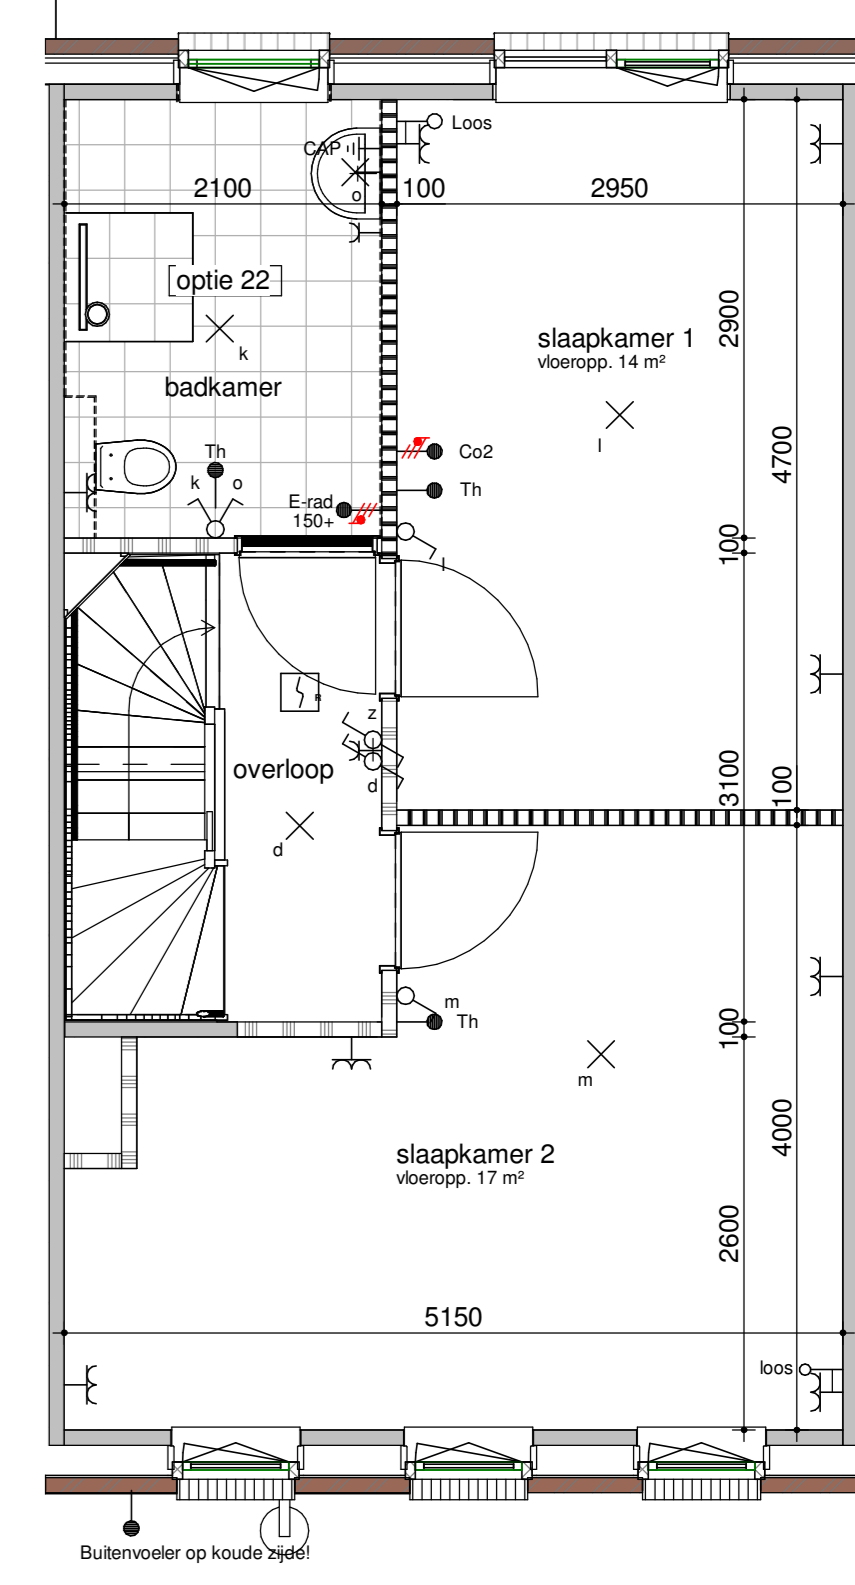 Loos
CAP
o
2100
100
2950
[optie 22]
2900
k
slaapkamer 1
vloeropp. 14 m²
badkamer
l
4700
Th
Co2
k
o
Th
E-rad
150+
100
l
R
z
overloop
d
3100
100
d
m
Th
100
m
4000
slaapkamer 2
vloeropp. 17 m²
2600
5150
loos
Buitenvoeler op koude zijde!